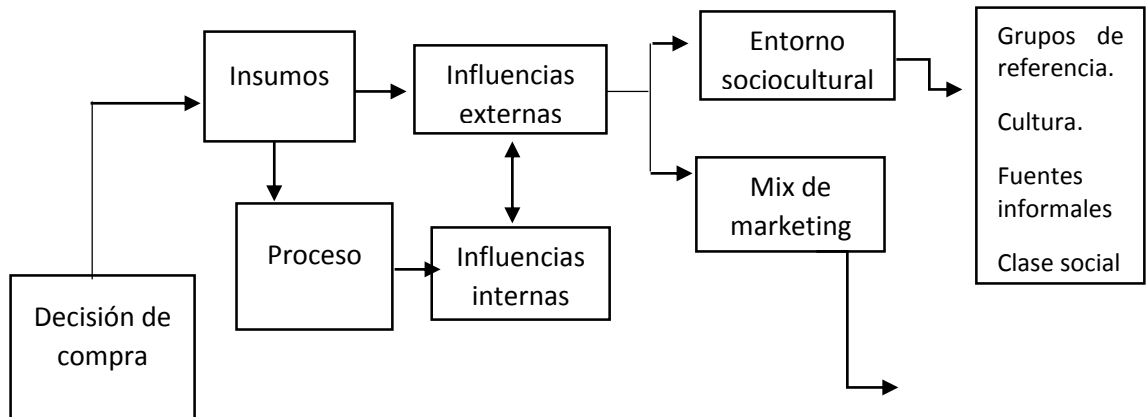 Insumos
Influencias
externas
Entorno
sociocultural
Grupos de
referencia.
Cultura.
Fuentes
informales
Clase social
Mix de
marketing
Proceso
Influencias
internas
Decisión de
compra